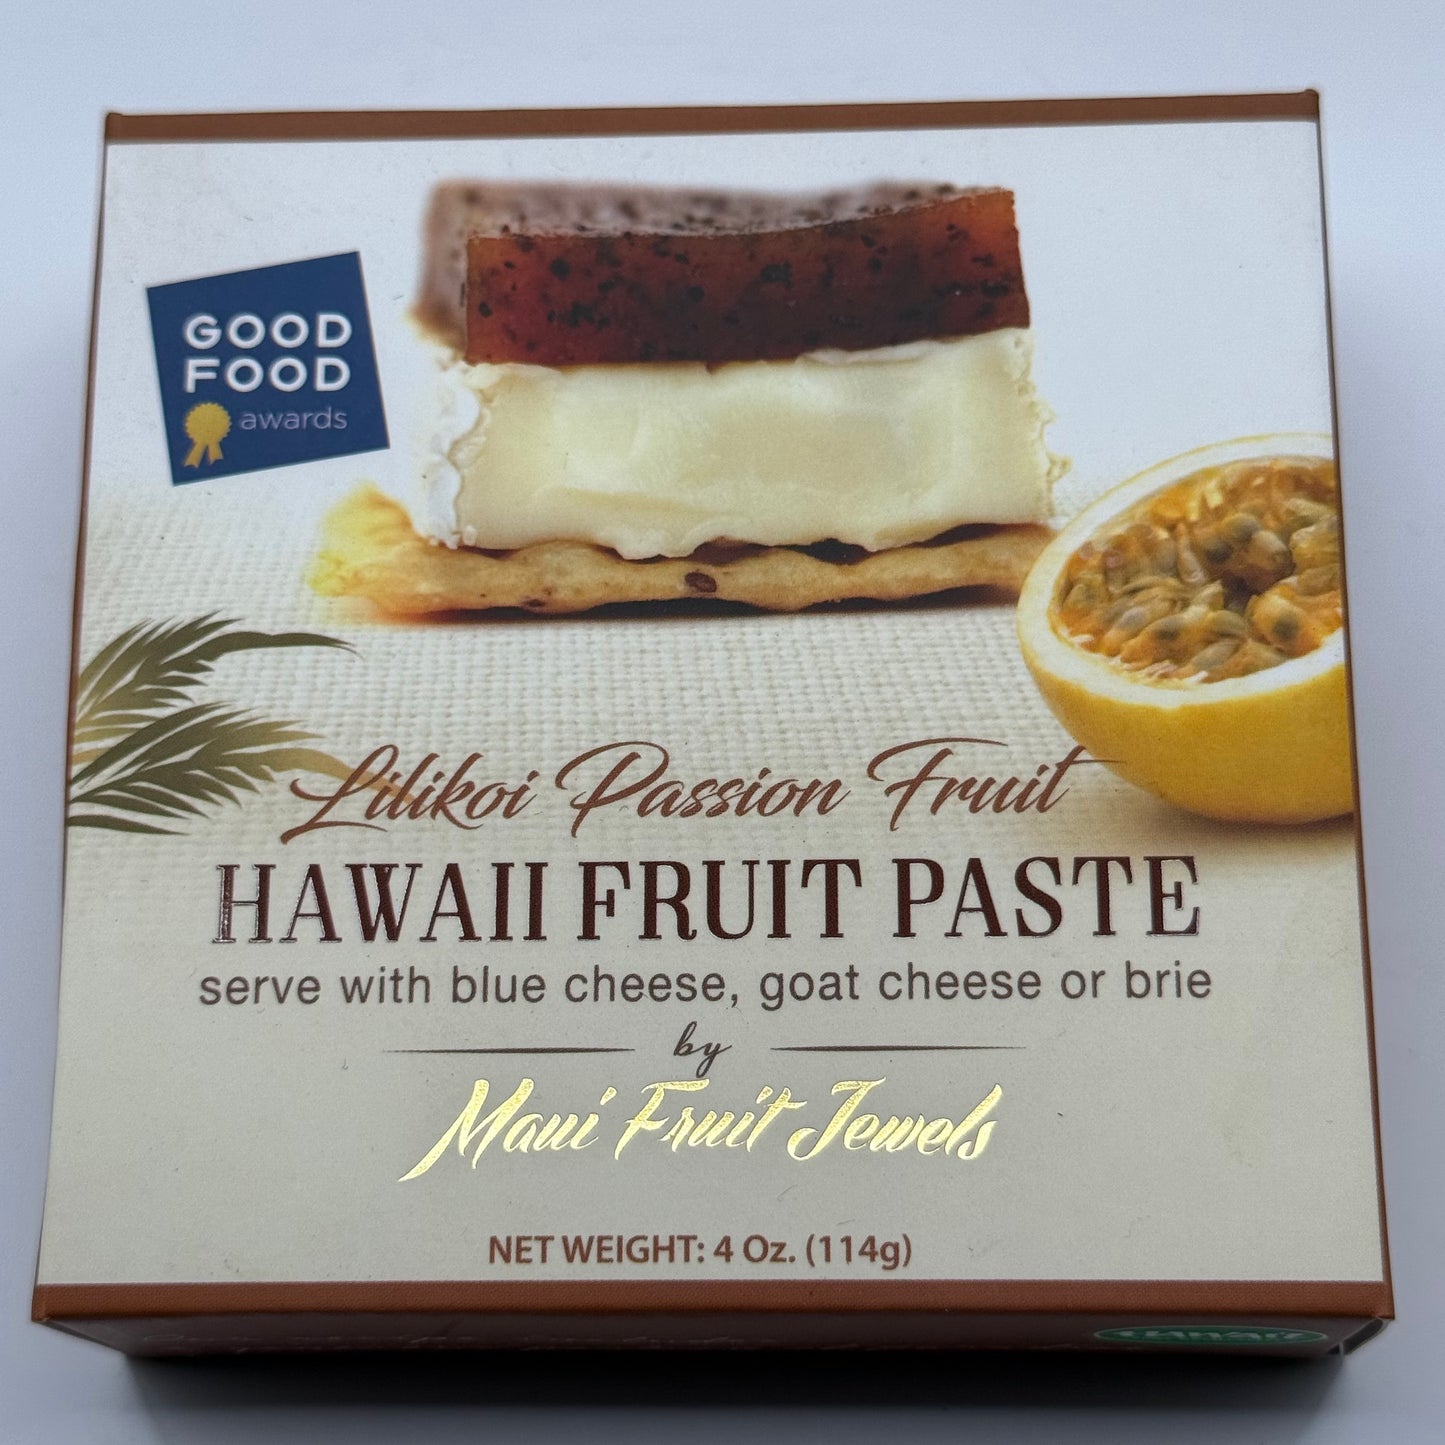 GOOD
FOOD
awards
Lilikoi Passion Fruit
HAWAII FRUIT PASTE
serve with blue cheese, goat cheese or brie
by
Maui Fruit Jewels
NET WEIGHT: 4 Oz. (114g)